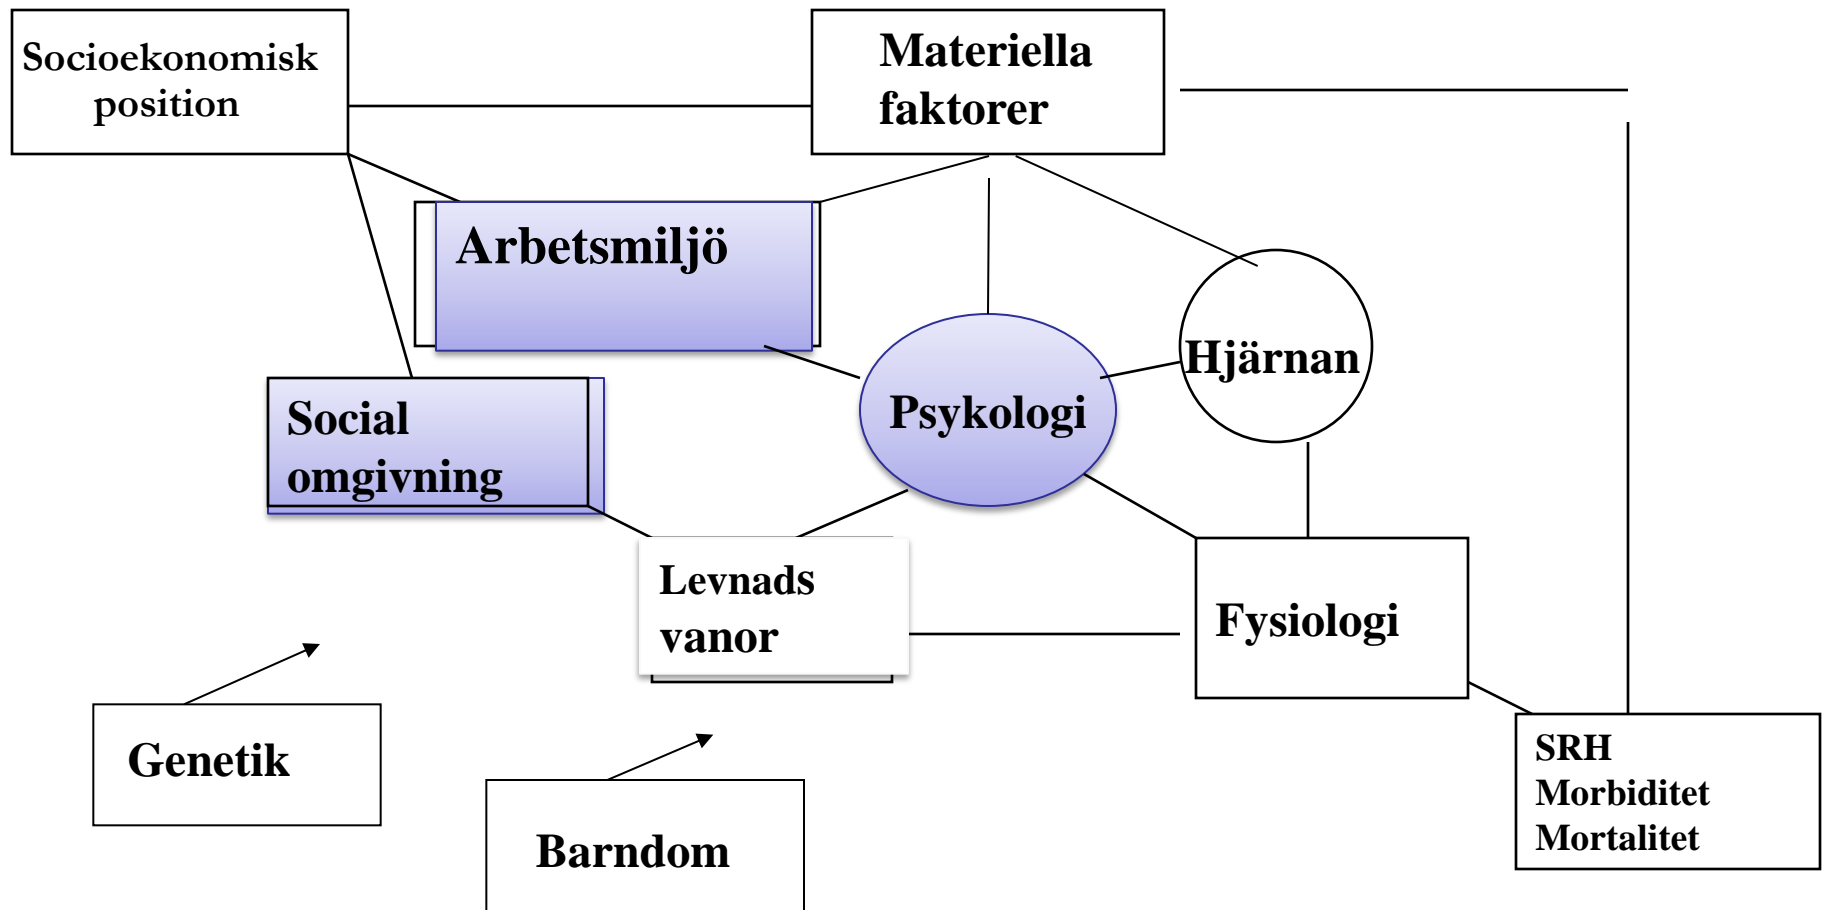 Socioekonomisk
position
Materiella
faktorer
Arbetsmiljö
Hjärnan
Psykologi
Social
omgivning
Levnads
vanor
Fysiologi
Genetik
Barndom
SRH
Morbiditet
Mortalitet